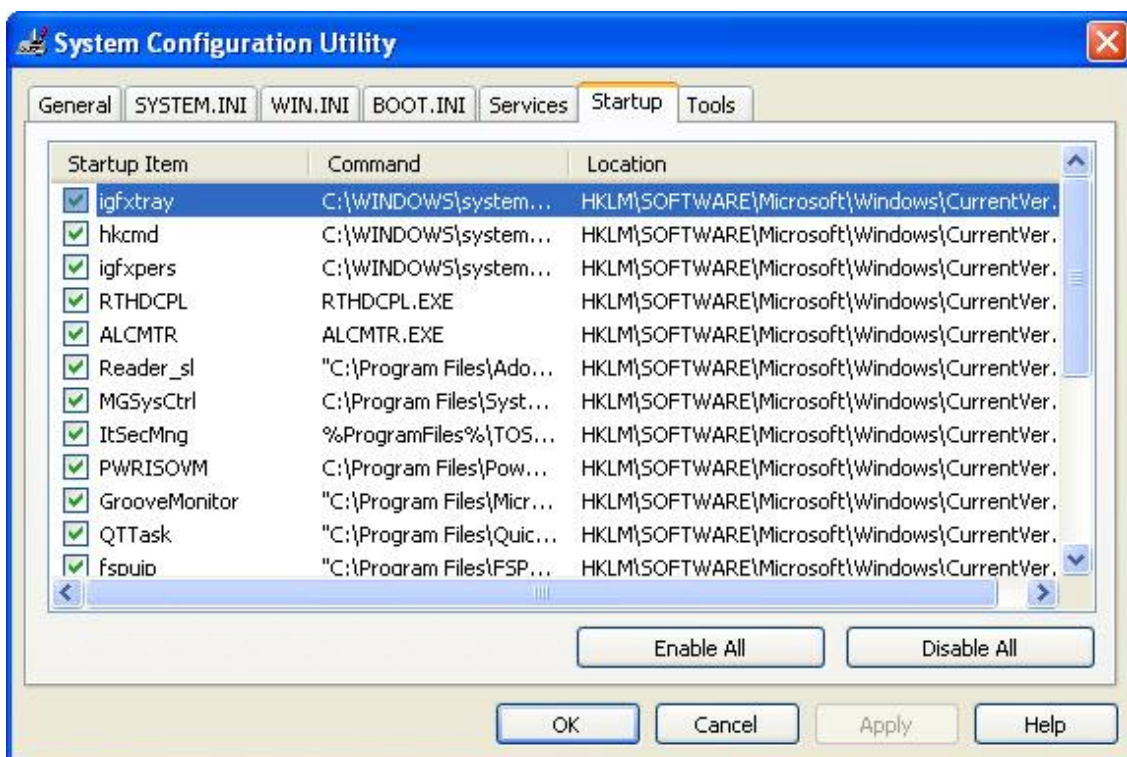 System Configuration Utility
General SYSTEM.INI WIN.INI BOOT.INI Services Startup Tools
Startup Item Command Location
igfxtray C:\WINDOWS\system... HKLM\SOFTWARE\Microsoft\Windows\CurrentVer.
hkcmd C:\WINDOWS\system... HKLM\SOFTWARE\Microsoft\Windows\CurrentVer.
igfxpers C:\WINDOWS\system... HKLM\SOFTWARE\Microsoft\Windows\CurrentVer.
RTHDCPL RTHDCPL.EXE HKLM\SOFTWARE\Microsoft\Windows\CurrentVer.
ALCMTR ALCMTR.EXE HKLM\SOFTWARE\Microsoft\Windows\CurrentVer.
Reader_sl "C:\Program Files\Ado... HKLM\SOFTWARE\Microsoft\Windows\CurrentVer.
MGSysCtrl C:\Program Files\Syst... HKLM\SOFTWARE\Microsoft\Windows\CurrentVer.
ItSecMng %ProgramFiles%\TOS... HKLM\SOFTWARE\Microsoft\Windows\CurrentVer.
PWRISOVM C:\Program Files\Pow... HKLM\SOFTWARE\Microsoft\Windows\CurrentVer.
GrooveMonitor "C:\Program Files\Micr... HKLM\SOFTWARE\Microsoft\Windows\CurrentVer.
QTTask "C:\Program Files\Quic... HKLM\SOFTWARE\Microsoft\Windows\CurrentVer.
fspuip "C:\Program Files\FSP... HKLM\SOFTWARE\Microsoft\Windows\CurrentVer.
Enable All Disable All
OK Cancel Apply Help